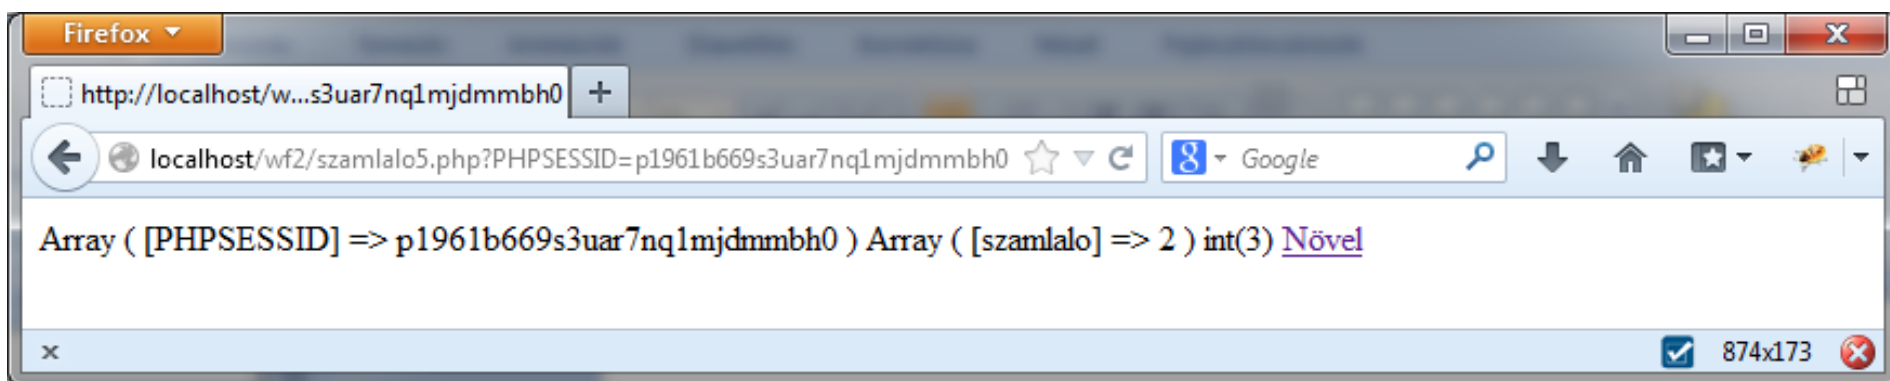 Firefox
http://localhost/w...s3uar7nq1mjdmmbh0
localhost/wf2/szamlalo5.php?PHPSESSID=p1961b669s3uar7nq1mjdmmbh0
8 Google
Array ( [PHPSESSID] => p1961b669s3uar7nq1mjdmmbh0 ) Array ( [szamlalo] => 2 ) int(3) Növel
874x173